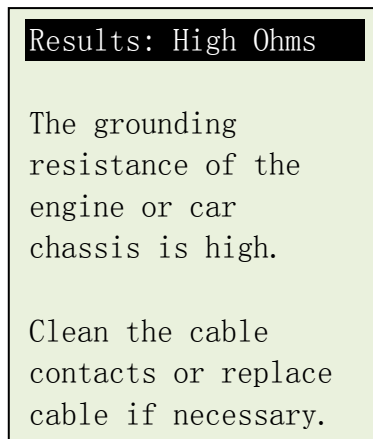 Results: High Ohms
The grounding
resistance of the
engine or car
chassis is high.
Clean the cable
contacts or replace
cable if necessary.